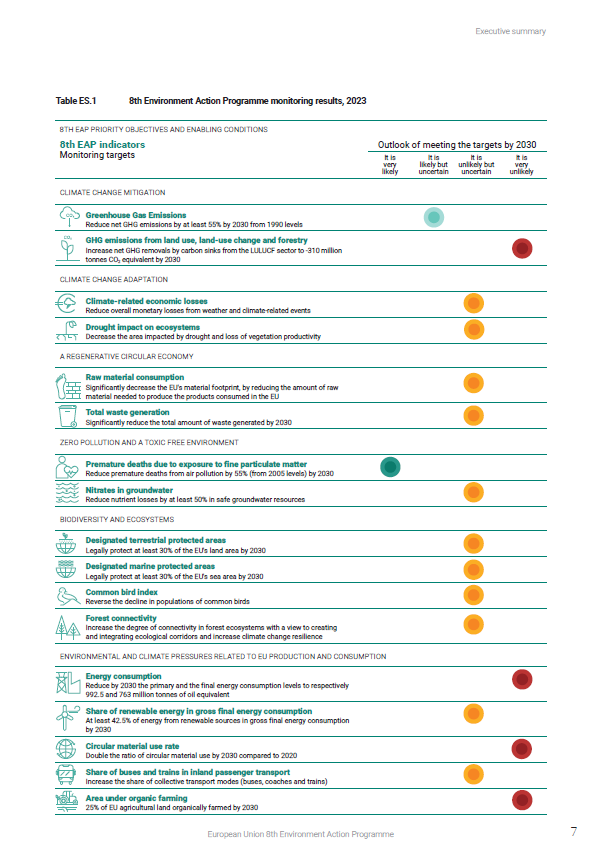 Executive summary
Table ES.1 8th Environment Action Programme monitoring results, 2023
8TH EAP PRIORITY OBJECTIVES AND ENABLING CONDITIONS
8th EAP indicators
Monitoring targets
Outlook of meeting the targets by 2030
It is very likely
It is likely but uncertain
It is unlikely but uncertain
It is very unlikely
CLIMATE CHANGE MITIGATION
Greenhouse Gas Emissions
Reduce net GHG emissions by at least 55% by 2030 from 1990 levels
GHG emissions from land use, land-use change and forestry
Increase net GHG removals by carbon sinks from the LULUCF sector to -310 million
tonnes CO₂ equivalent by 2030
CLIMATE CHANGE ADAPTATION
Climate-related economic losses
Reduce overall monetary losses from weather and climate-related events
Drought impact on ecosystems
Decrease the area impacted by drought and loss of vegetation productivity
A REGENERATIVE CIRCULAR ECONOMY
Raw material consumption
Significantly decrease the EU's material footprint, by reducing the amount of raw
material needed to produce the products consumed in the EU
Total waste generation
Significantly reduce the total amount of waste generated by 2030
ZERO POLLUTION AND A TOXIC FREE ENVIRONMENT
Premature deaths due to exposure to fine particulate matter
Reduce premature deaths from air pollution by 55% (from 2005 levels) by 2030
Nitrates in groundwater
Reduce nutrient losses by at least 50% in safe groundwater resources
BIODIVERSITY AND ECOSYSTEMS
Designated terrestrial protected areas
Legally protect at least 30% of the EU's land area by 2030
Designated marine protected areas
Legally protect at least 30% of the EU's sea area by 2030
Common bird index
Reverse the decline in populations of common birds
Forest connectivity
Increase the degree of connectivity in forest ecosystems with a view to creating
and integrating ecological corridors and increase climate change resilience
ENVIRONMENTAL AND CLIMATE PRESSURES RELATED TO EU PRODUCTION AND CONSUMPTION
Energy consumption
Reduce by 2030 the primary and the final energy consumption levels to respectively
992.5 and 763 million tonnes of oil equivalent
Share of renewable energy in gross final energy consumption
At least 42.5% of energy from renewable sources in gross final energy consumption
by 2030
Circular material use rate
Double the ratio of circular material use by 2030 compared to 2020
Share of buses and trains in inland passenger transport
Increase the share of collective transport modes (buses, coaches and trains)
Area under organic farming
25% of EU agricultural land organically farmed by 2030
European Union 8th Environment Action Programme
7